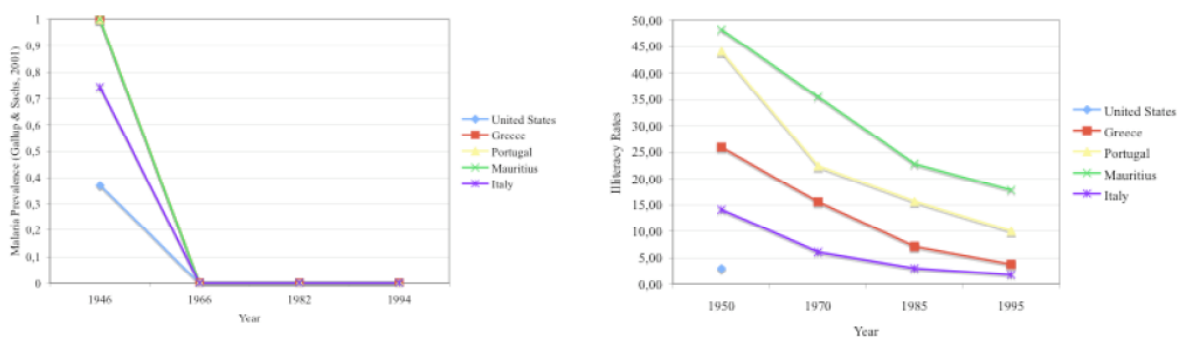 Malaria Prevalence (Gallup & Sachs, 2001)
1
0,9
0,8
0,7
0,6
0,5
0,4
0,3
0,2
0,1
0
1946
1966
1982
1994
Year
United States
Greece
Portugal
Mauritius
Italy
Illiteracy Rates
50,00
45,00
40,00
35,00
30,00
25,00
20,00
15,00
10,00
5,00
0,00
1950
1970
1985
1995
Year
United States
Greece
Portugal
Mauritius
Italy